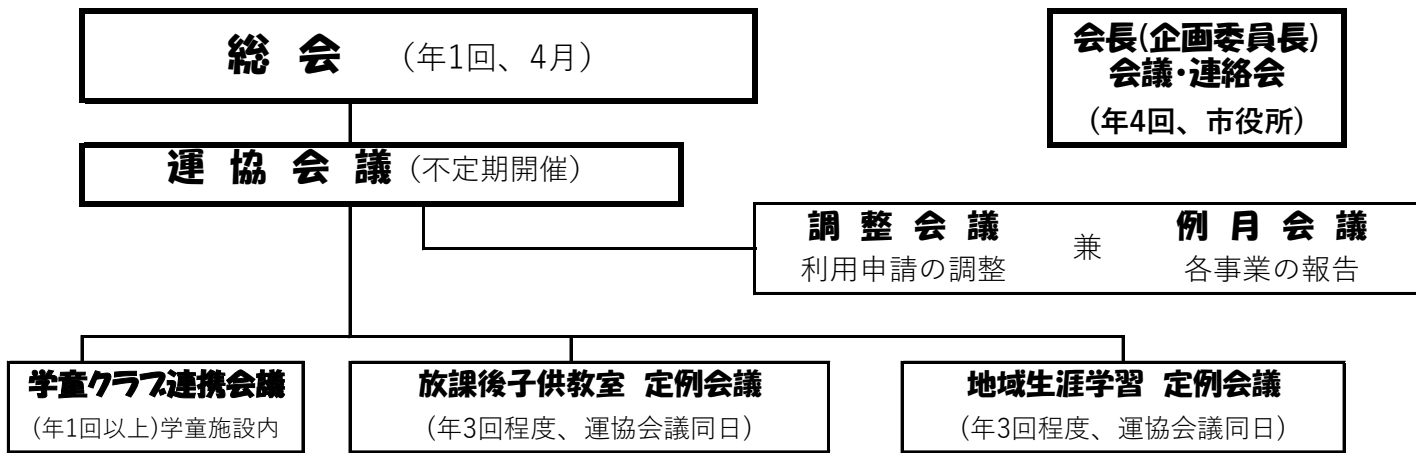 総 会 (年1回、4月)
会長(企画委員長)
会議・連絡会
(年4回、市役所)
運 協 会 議 (不定期開催)
調 整 会 議 兼 例 月 会 議
利用申請の調整 各事業の報告
学童クラブ連携会議
(年1回以上)学童施設内
放課後子供教室 定例会議
(年3回程度、運協会議同日)
地域生涯学習 定例会議
(年3回程度、運協会議同日)